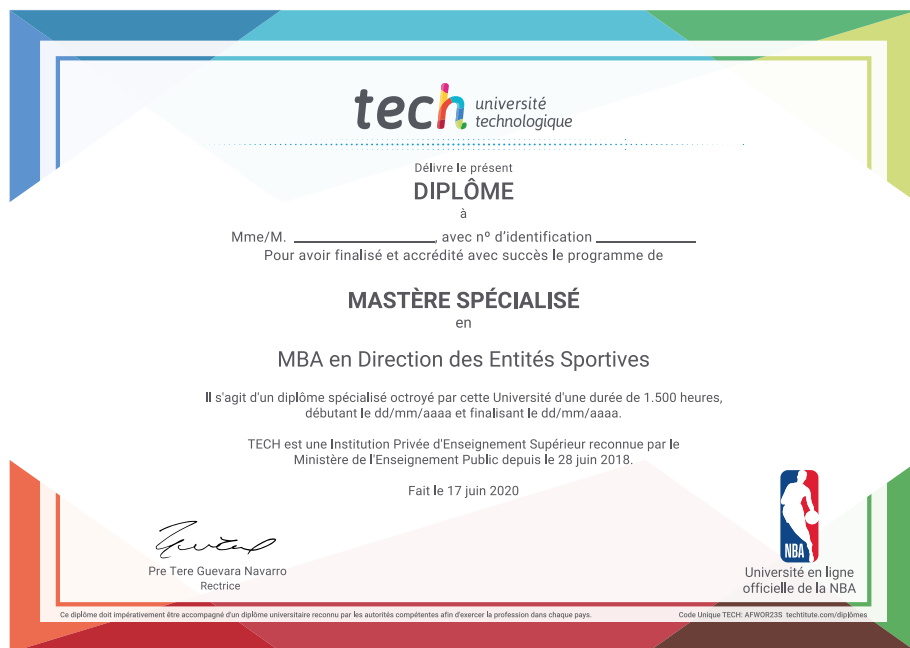 tech université
technologique
Délivre le présent
DIPLÔME
à
Mme/M. ____________, avec nº d'identification ____________
Pour avoir finalisé et accrédité avec succès le programme de
MASTÈRE SPÉCIALISÉ
en
MBA en Direction des Entités Sportives
Il s'agit d'un diplôme spécialisé octroyé par cette Université d'une durée de 1.500 heures,
débutant le dd/mm/aaaa et finalisant le dd/mm/aaaa.
TECH est une Institution Privée d'Enseignement Supérieur reconnue par le
Ministère de l'Enseignement Public depuis le 28 juin 2018.
Fait le 17 juin 2020
Pre Tere Guevara Navarro
Rectrice
NBA
Université en ligne
officielle de la NBA
Ce diplôme doit impérativement être accompagné d'un diplôme universitaire reconnu par les autorités compétentes afin d'exercer la profession dans chaque pays.
Code Unique TECH: AFWOR23S techtitute.com/diplômes